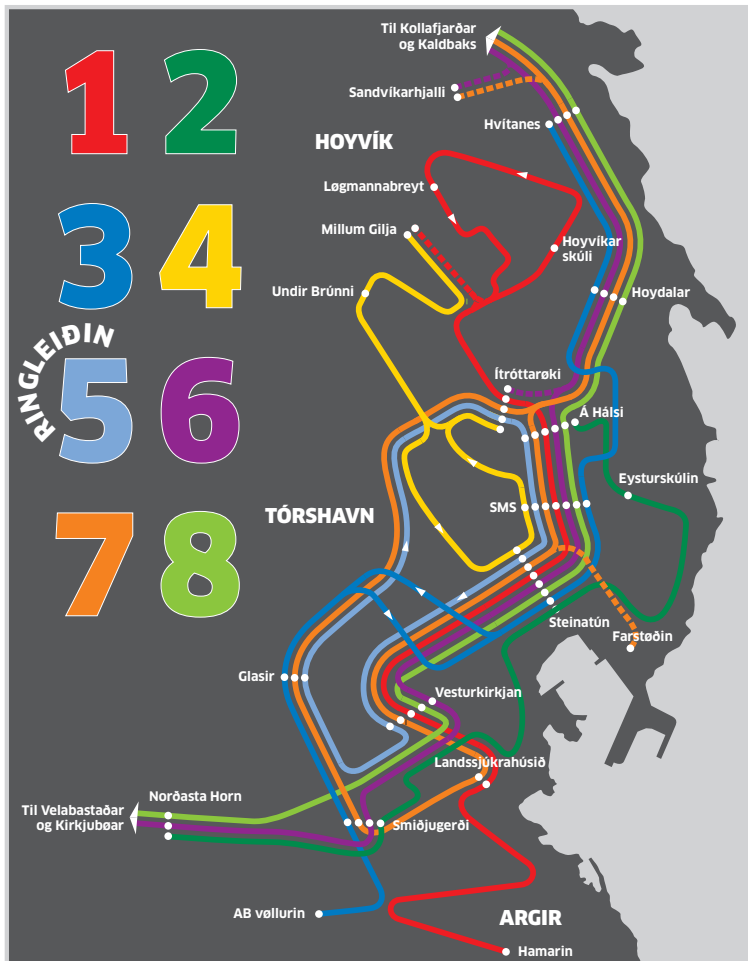 Til Kollafjarðar
og Kaldbaks
1 2
Sandvíkarhjalli
Hvítanes
HOYVÍK
Løgmannabreyt
3 4
Millum Gilja
Hoyvíkar
skúli
Undir Brúnni
Hoydalar
RINGLEIÐIN
5 6
Ítróttarøki
Á Hálsi
Eysturskúlin
SMS
TÓRSHAVN
7 8
Steinatún
Farstøðin
Glasir
Vesturkirkjan
Landssjúkrahúsið
Norðasta Horn
Til Velabastaðar
og Kirkjubøar
Smiðjugerði
AB vøllurin
ARGIR
Hamarin